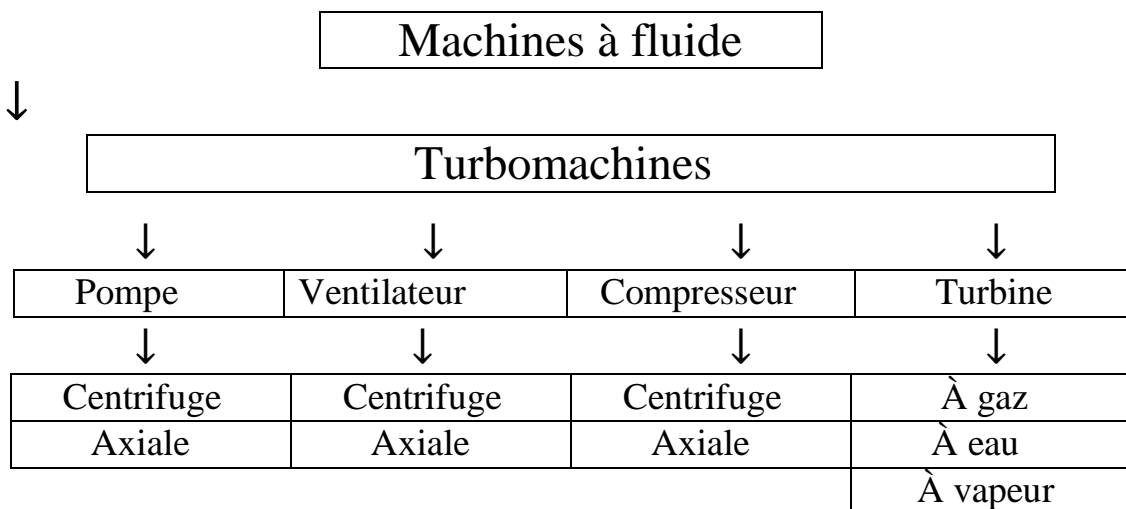 Machines à fluide
↓
Turbomachines
↓ ↓ ↓ ↓
Pompe Ventilateur Compresseur Turbine
↓ ↓ ↓ ↓
Centrifuge Centrifuge Centrifuge À gaz
Axiale Axiale Axiale À eau
À vapeur